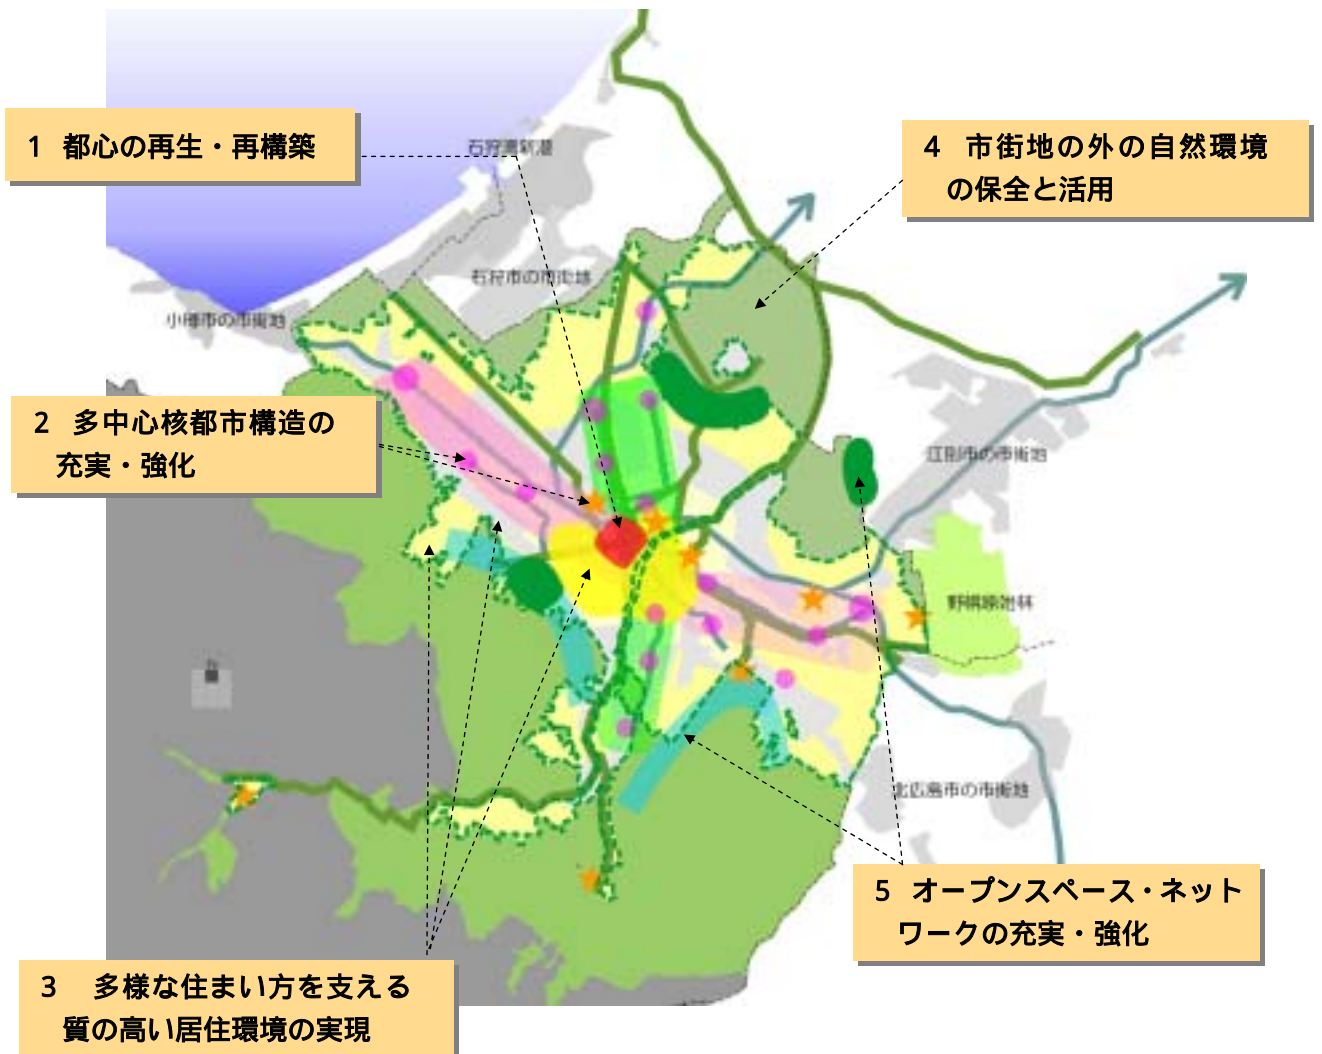 1 都心の再生・再構築
石狩湾新港
4 市街地の外の自然環境
の保全と活用
石狩市の市街地
小樽市の市街地
2 多中心核都市構造の
充実・強化
江別市の市街地
野幌原始林
北広島市の市街地
5 オープンスペース・ネット
ワークの充実・強化
3 多様な住まい方を支える
質の高い居住環境の実現